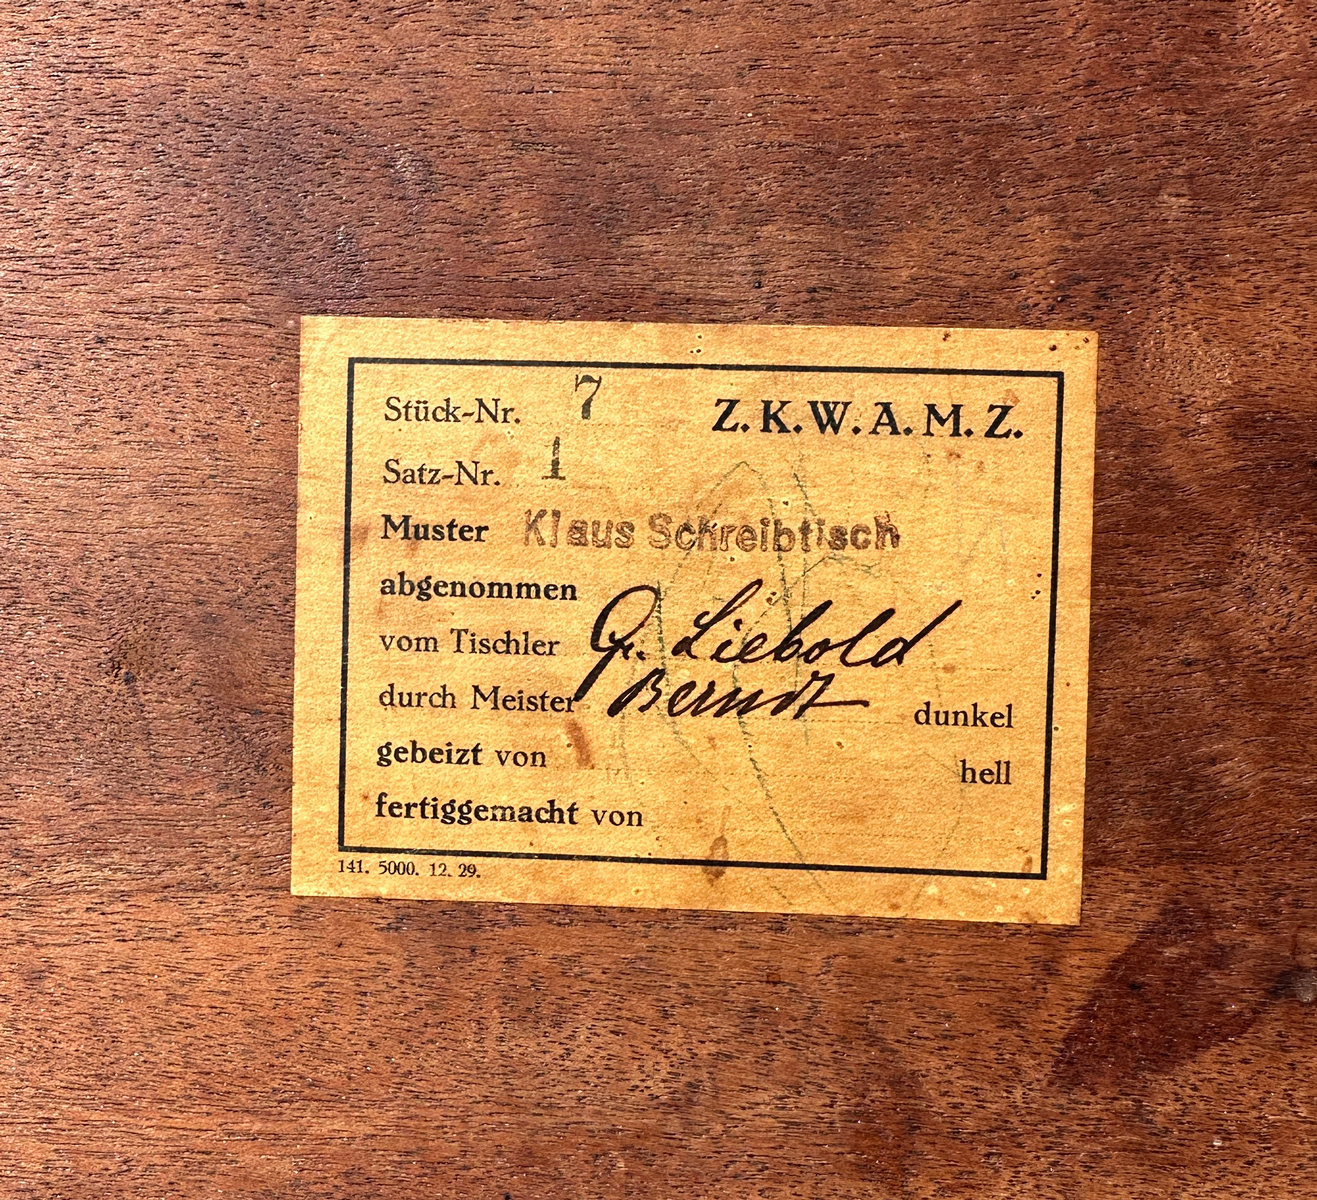 Stück-Nr. 7 Z. K. W. A. M. Z.
Satz-Nr. 1
Muster Klaus Schreibtisch
abgenommen
vom Tischler Gr. Liebold
durch Meister Berndt dunkel
gebeizt von hell
fertiggemacht von
141. 5000. 12. 29.